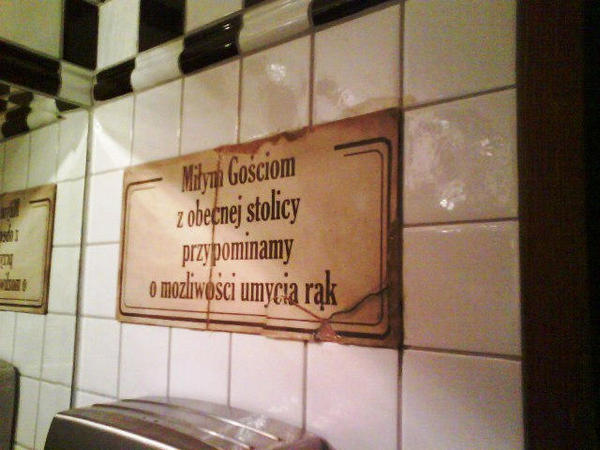 Miłym Gościom
z obecnej stolicy
przypominamy
o możliwości umycia rąk